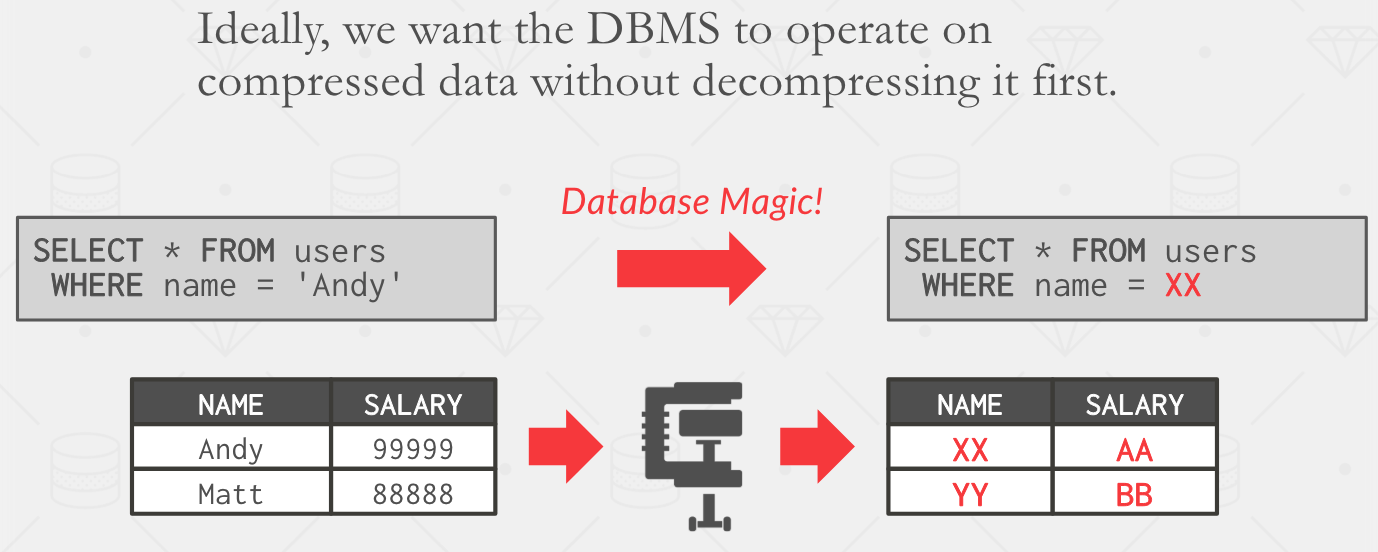 Ideally, we want the DBMS to operate on
compressed data without decompressing it first.
Database Magic!
SELECT * FROM users
WHERE name = 'Andy'
SELECT * FROM users
WHERE name = XX
NAME SALARY
Andy 99999
Matt 88888
NAME SALARY
XX AA
YY BB